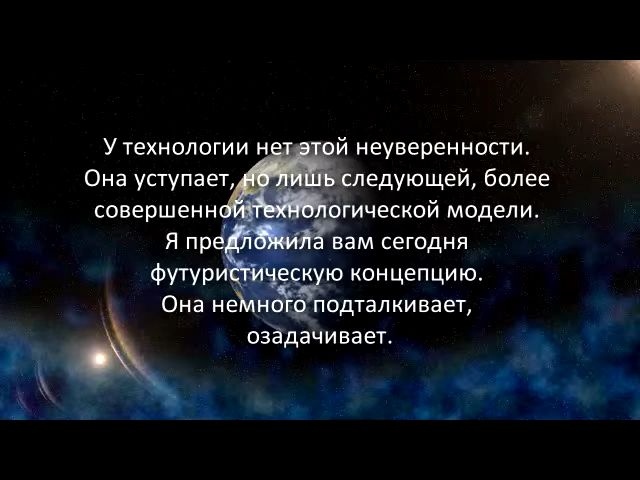 У технологии нет этой неуверенности.
Она уступает, но лишь следующей, более
совершенной технологической модели.
Я предложила вам сегодня
футуристическую концепцию.
Она немного подталкивает,
озадачивает.